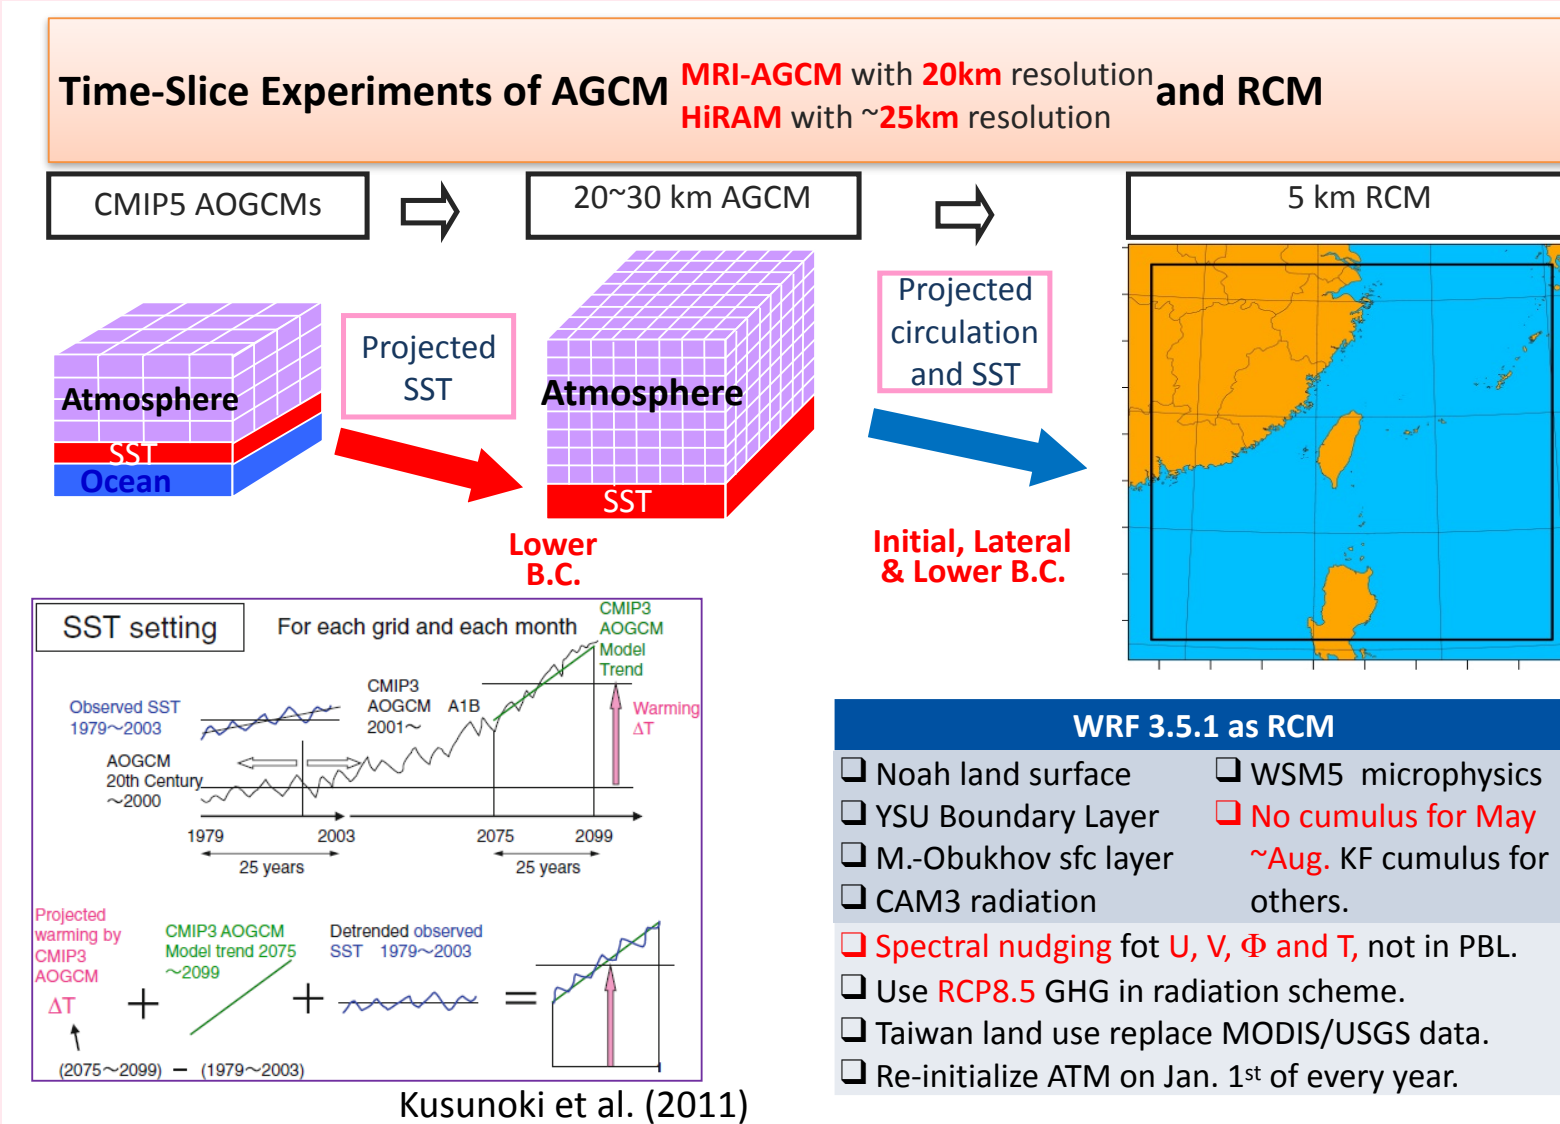 Time-Slice Experiments of AGCM MRI-AGCM with 20km resolution and RCM
HiRAM with ~25km resolution
CMIP5 AOGCMs
20~30 km AGCM
5 km RCM
Projected
SST
Projected
circulation
and SST
Atmosphere
SST
Ocean
Atmosphere
SST
Lower
B.C.
Initial, Lateral
& Lower B.C.
SST setting
For each grid and each month
CMIP3
AOGCM
Model
Trend
Observed SST
1979～2003
CMIP3
AOGCM A1B
2001～
Warming
ΔT
AOGCM
20th Century
～2000
1979
2003
2075
2099
25 years
25 years
Projected
warming by
CMIP3
AOGCM
ΔT
+
CMIP3 AOGCM
Model trend 2075
～2099
+
Detrended observed
SST 1979～2003
=
(2075～2099) — (1979～2003)
Kusunoki et al. (2011)
WRF 3.5.1 as RCM
❑ Noah land surface
❑ YSU Boundary Layer
❑ M.-Obukhov sfc layer
❑ CAM3 radiation
❑ WSM5 microphysics
❑ No cumulus for May
~Aug. KF cumulus for
others.
❑ Spectral nudging fot U, V, Φ and T, not in PBL.
❑ Use RCP8.5 GHG in radiation scheme.
❑ Taiwan land use replace MODIS/USGS data.
❑ Re-initialize ATM on Jan. 1st of every year.